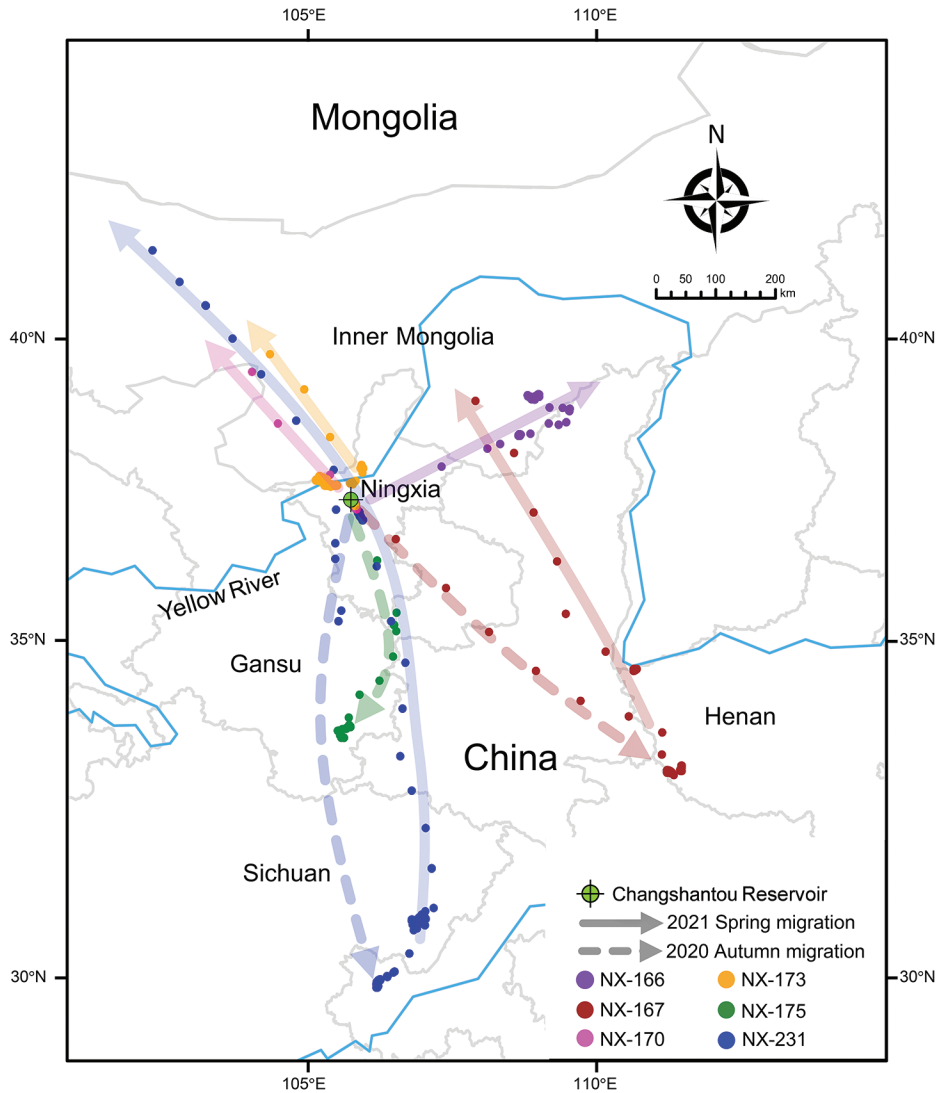 105°E 110°E
Mongolia
N
0 50 100 200
km
40°N 40°N
Inner Mongolia
Ningxia
Yellow River
35°N 35°N
Gansu
Henan
China
Sichuan
Changshantou Reservoir
2021 Spring migration
2020 Autumn migration
30°N 30°N
NX-166 NX-173
NX-167 NX-175
NX-170 NX-231
105°E 110°E